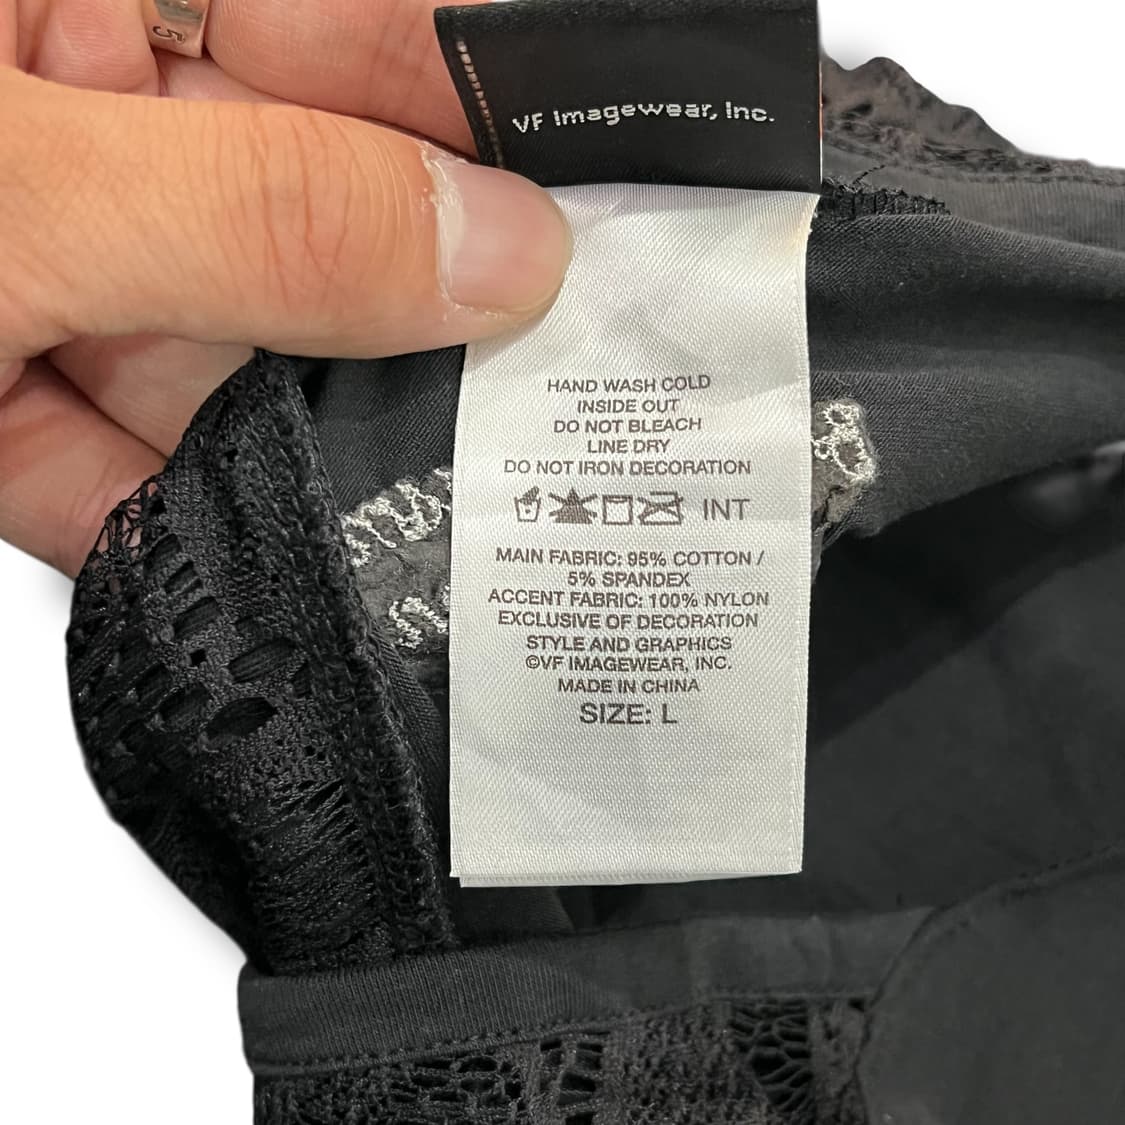 5
VF Imagewear, Inc.
HAND WASH COLD
INSIDE OUT
DO NOT BLEACH
LINE DRY
DO NOT IRON DECORATION
INT
MAIN FABRIC: 95% COTTON /
5% SPANDEX
ACCENT FABRIC: 100% NYLON
EXCLUSIVE OF DECORATION
STYLE AND GRAPHICS
©VF IMAGEWEAR, INC.
MADE IN CHINA
SIZE: L